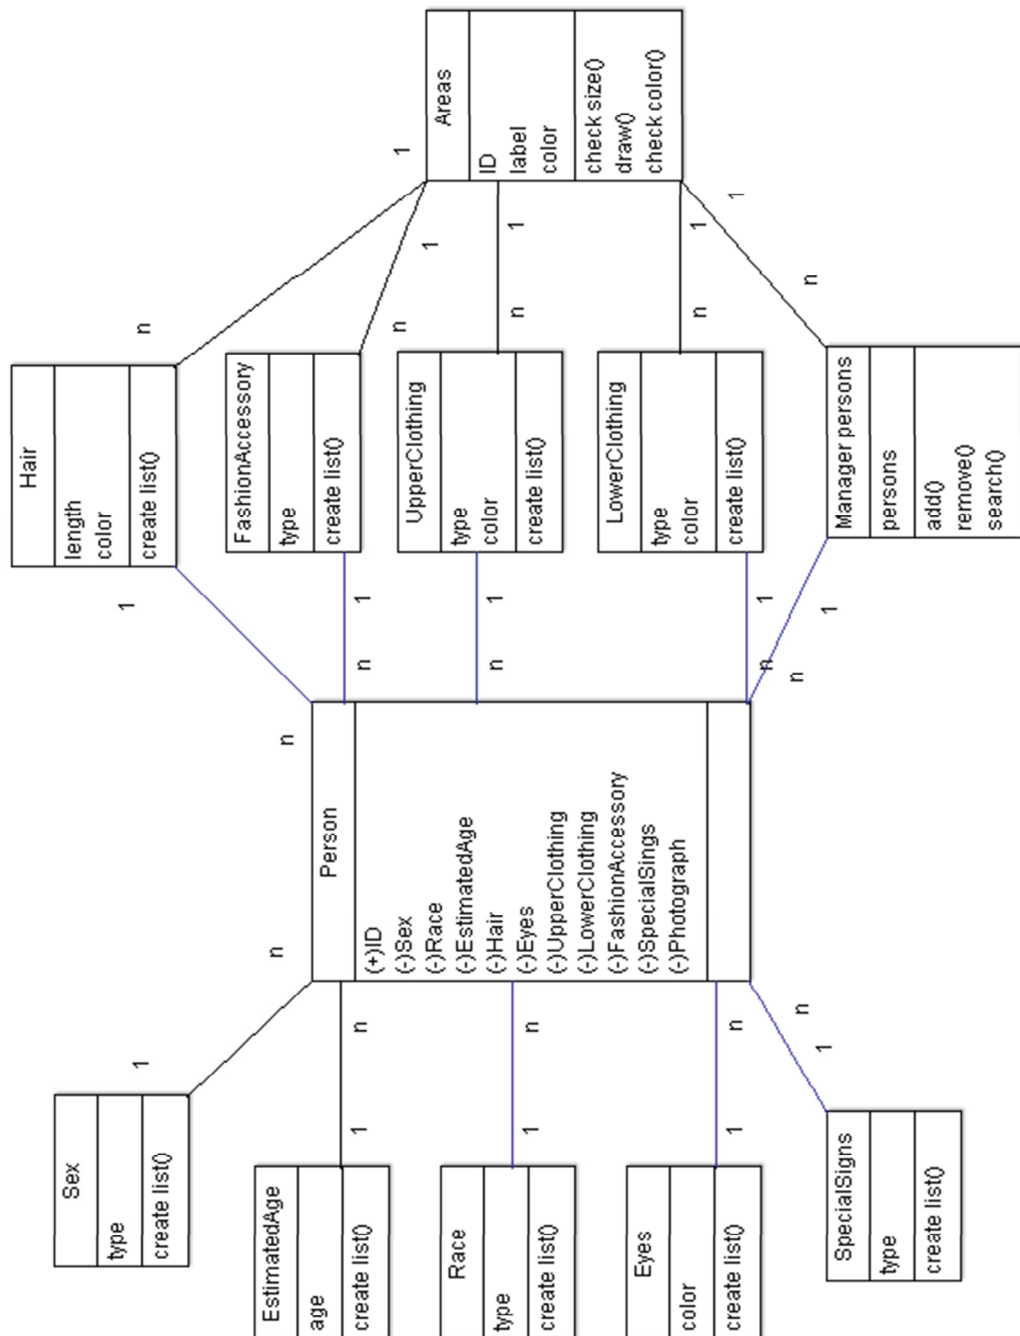 Sex
type
create list()
EstimatedAge
age
create list()
Race
type
create list()
Eyes
color
create list()
SpecialSigns
type
create list()
1
n
1
n
1
n
1
n
1
n
Person
(+)ID
(-)Sex
(-)Race
(-)EstimatedAge
(-)Hair
(-)Eyes
(-)UpperClothing
(-)LowerClothing
(-)FashionAccessory
(-)SpecialSings
(-)Photograph
n
1
n
1
n
1
n
1
n
1
Hair
length
color
create list()
FashionAccessory
type
create list()
UpperClothing
type
color
create list()
LowerClothing
type
color
create list()
Manager persons
persons
add()
remove()
search()
n
1
n
1
n
1
n
1
n
1
Areas
ID
label
color
check size()
draw()
check color()